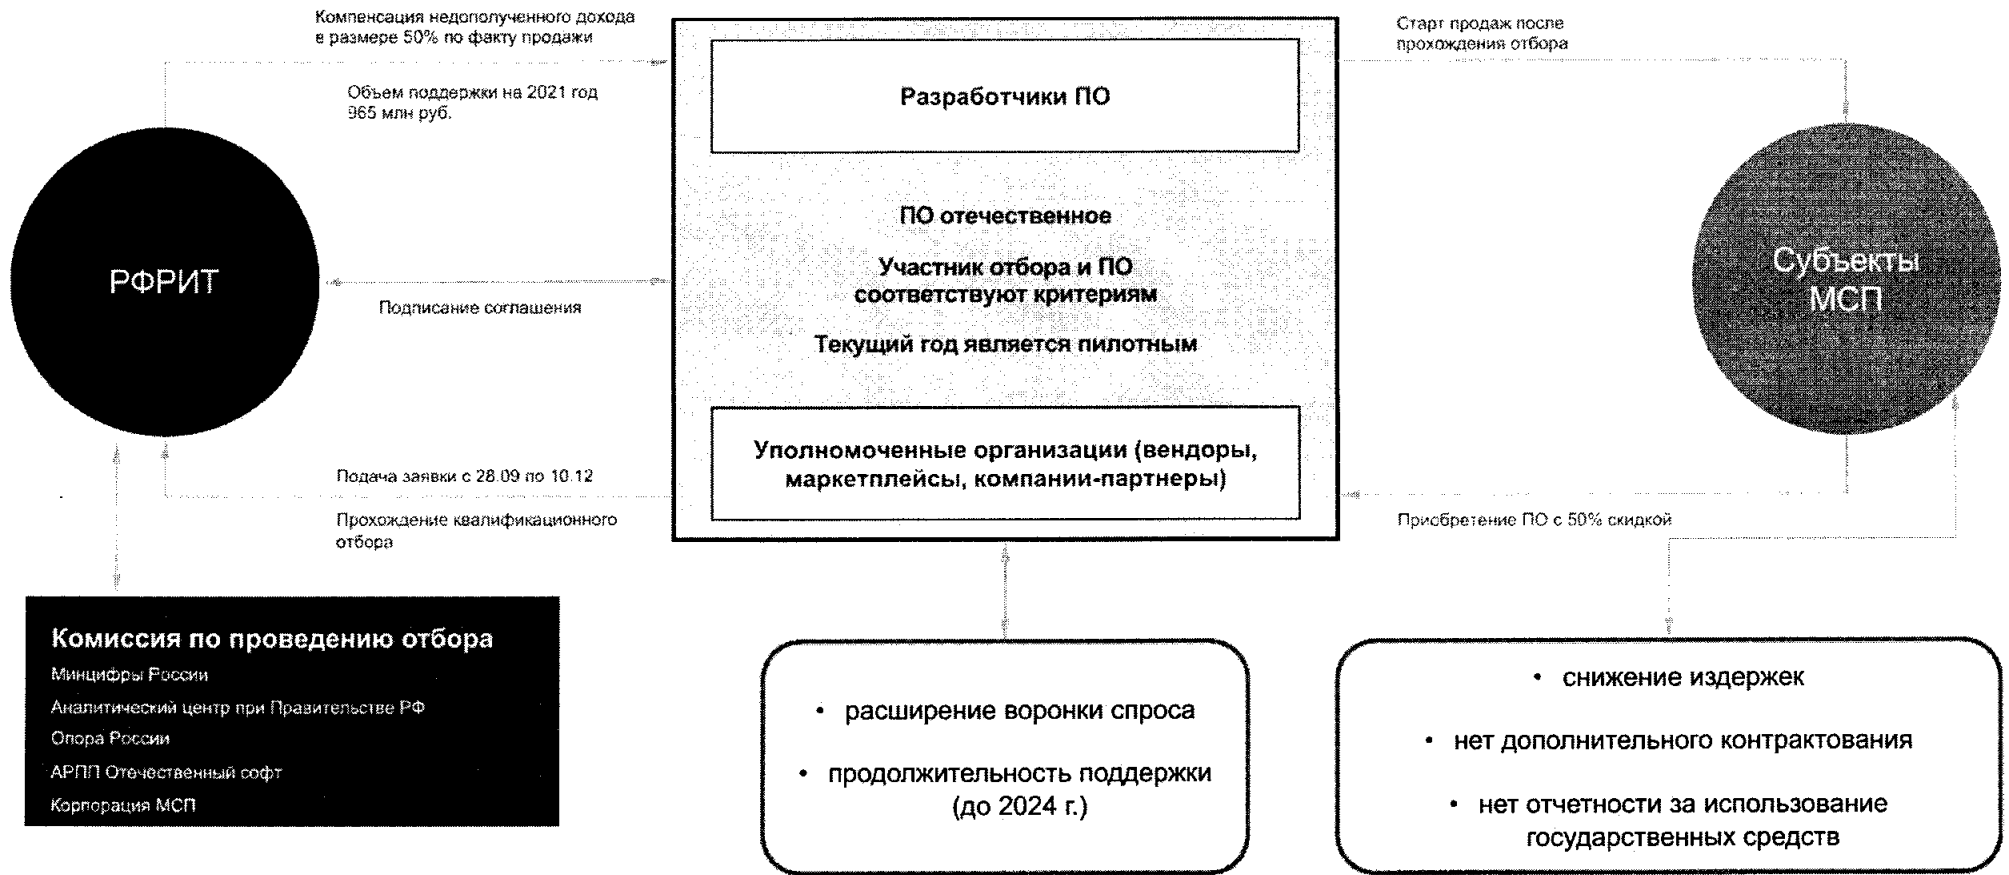 Компенсация недополученного дохода
в размере 50% по факту продажи
Объем поддержки на 2021 год
965 млн руб.
РФРИТ
Подписание соглашения
Подача заявки с 28.09 по 10.12
Прохождение квалификационного
отбора
Комиссия по проведению отбора
Минцифры России
Аналитический центр при Правительстве РФ
Опора России
АРПП Отечественный софт
Корпорация МСП
Разработчики ПО
ПО отечественное
Участник отбора и ПО
соответствуют критериям
Текущий год является пилотным
Уполномоченные организации (вендоры,
маркетплейсы, компании-партнеры)
• расширение воронки спроса
• продолжительность поддержки
(до 2024 г.)
Старт продаж после
прохождения отбора
Субъекты
МСП
Приобретение ПО с 50% скидкой
• снижение издержек
• нет дополнительного контрактования
• нет отчетности за использование
государственных средств